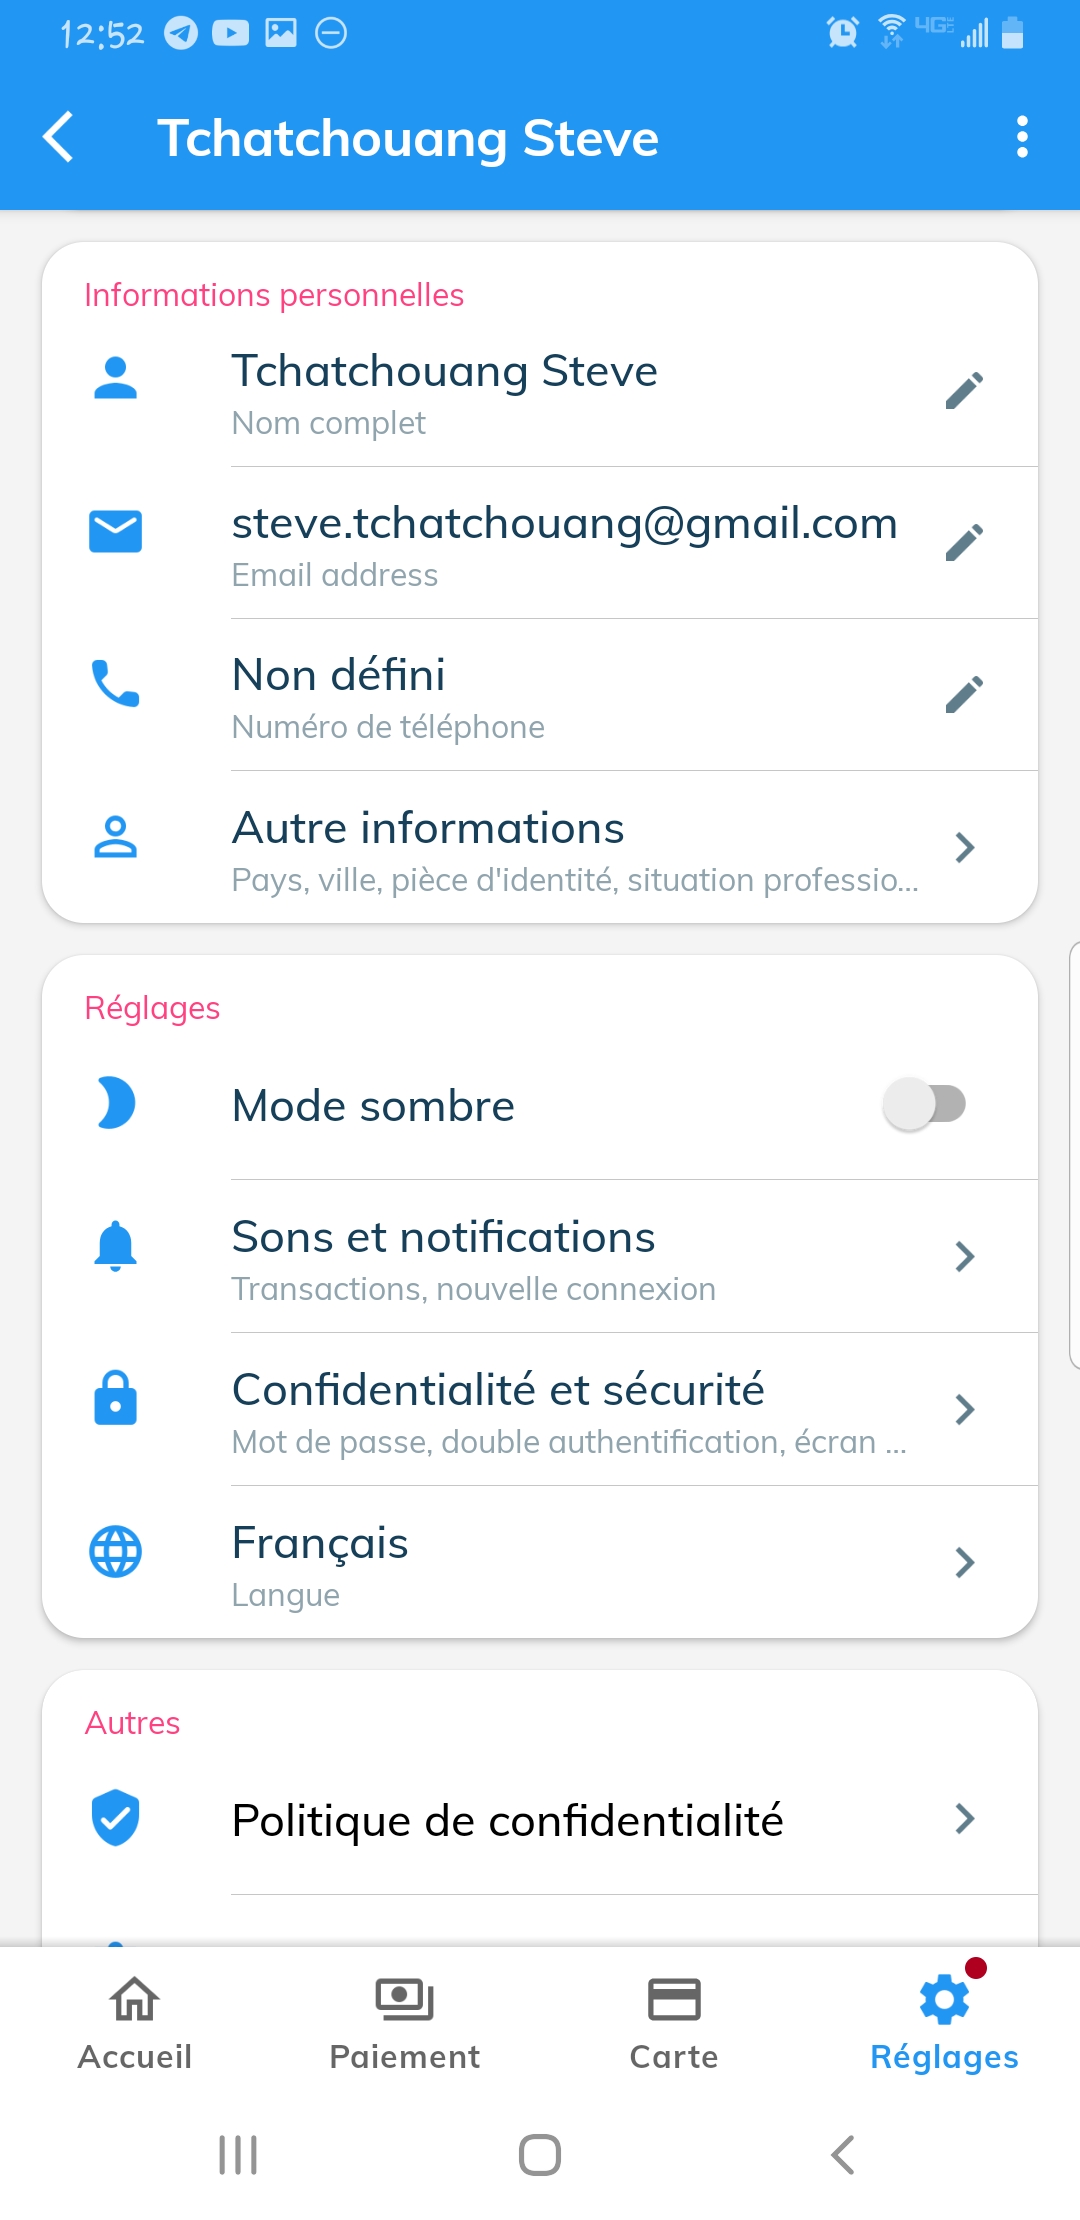 12:52
4G
Tchatchouang Steve
Informations personnelles
Tchatchouang Steve
Nom complet
steve.tchatchouang@gmail.com
Email address
Non défini
Numéro de téléphone
Autre informations
Pays, ville, pièce d'identité, situation professio...
Réglages
Mode sombre
Sons et notifications
Transactions, nouvelle connexion
Confidentialité et sécurité
Mot de passe, double authentification, écran ...
Français
Langue
Autres
Politique de confidentialité
Accueil
Paiement
Carte
Réglages